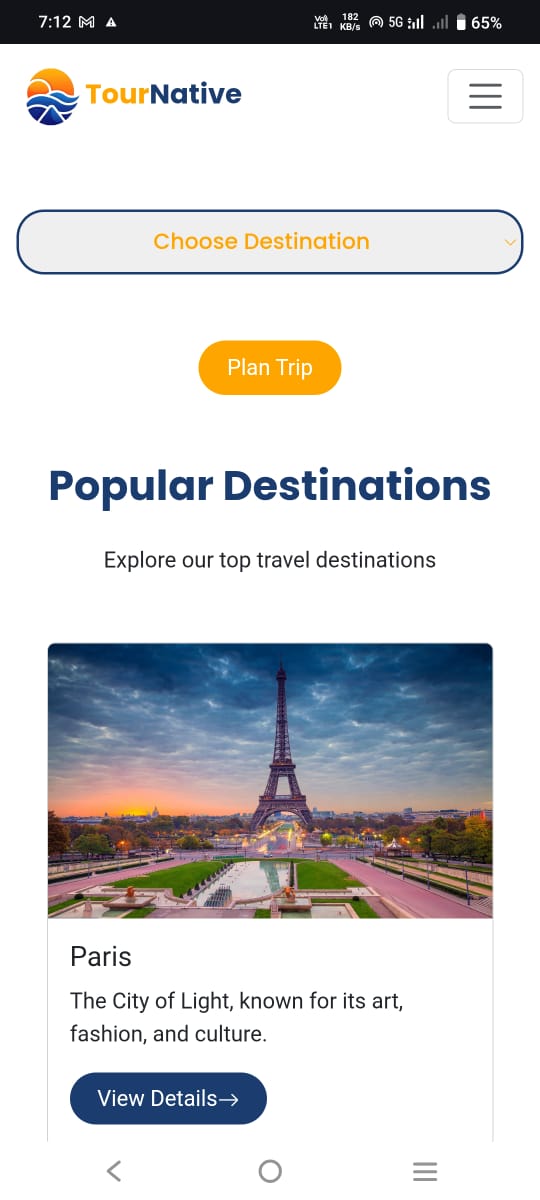 7:12
Vo) LTE1 182 KB/s 5G 65%
TourNative
Choose Destination
Plan Trip
Popular Destinations
Explore our top travel destinations
Paris
The City of Light, known for its art,
fashion, and culture.
View Details→